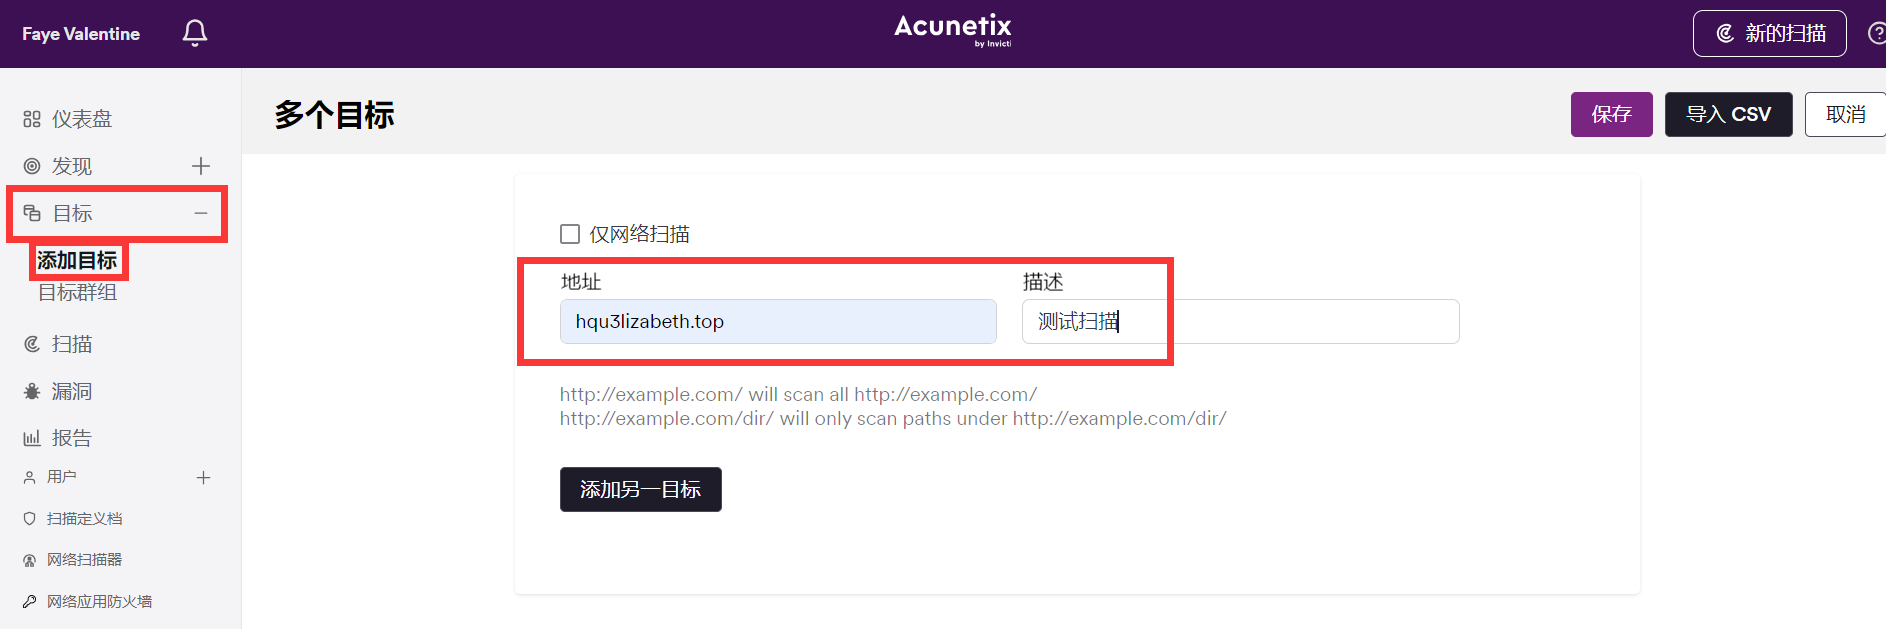 Faye Valentine
Acunetix
by Invicti
新的扫描
仪表盘
发现
目标
添加目标
目标群组
扫描
漏洞
报告
用户
扫描定义档
网络扫描器
网络应用防火墙
多个目标
保存
导入 CSV
取消
仅网络扫描
地址
描述
hqu3lizabeth.top
测试扫描
http://example.com/ will scan all http://example.com/
http://example.com/dir/ will only scan paths under http://example.com/dir/
添加另一目标